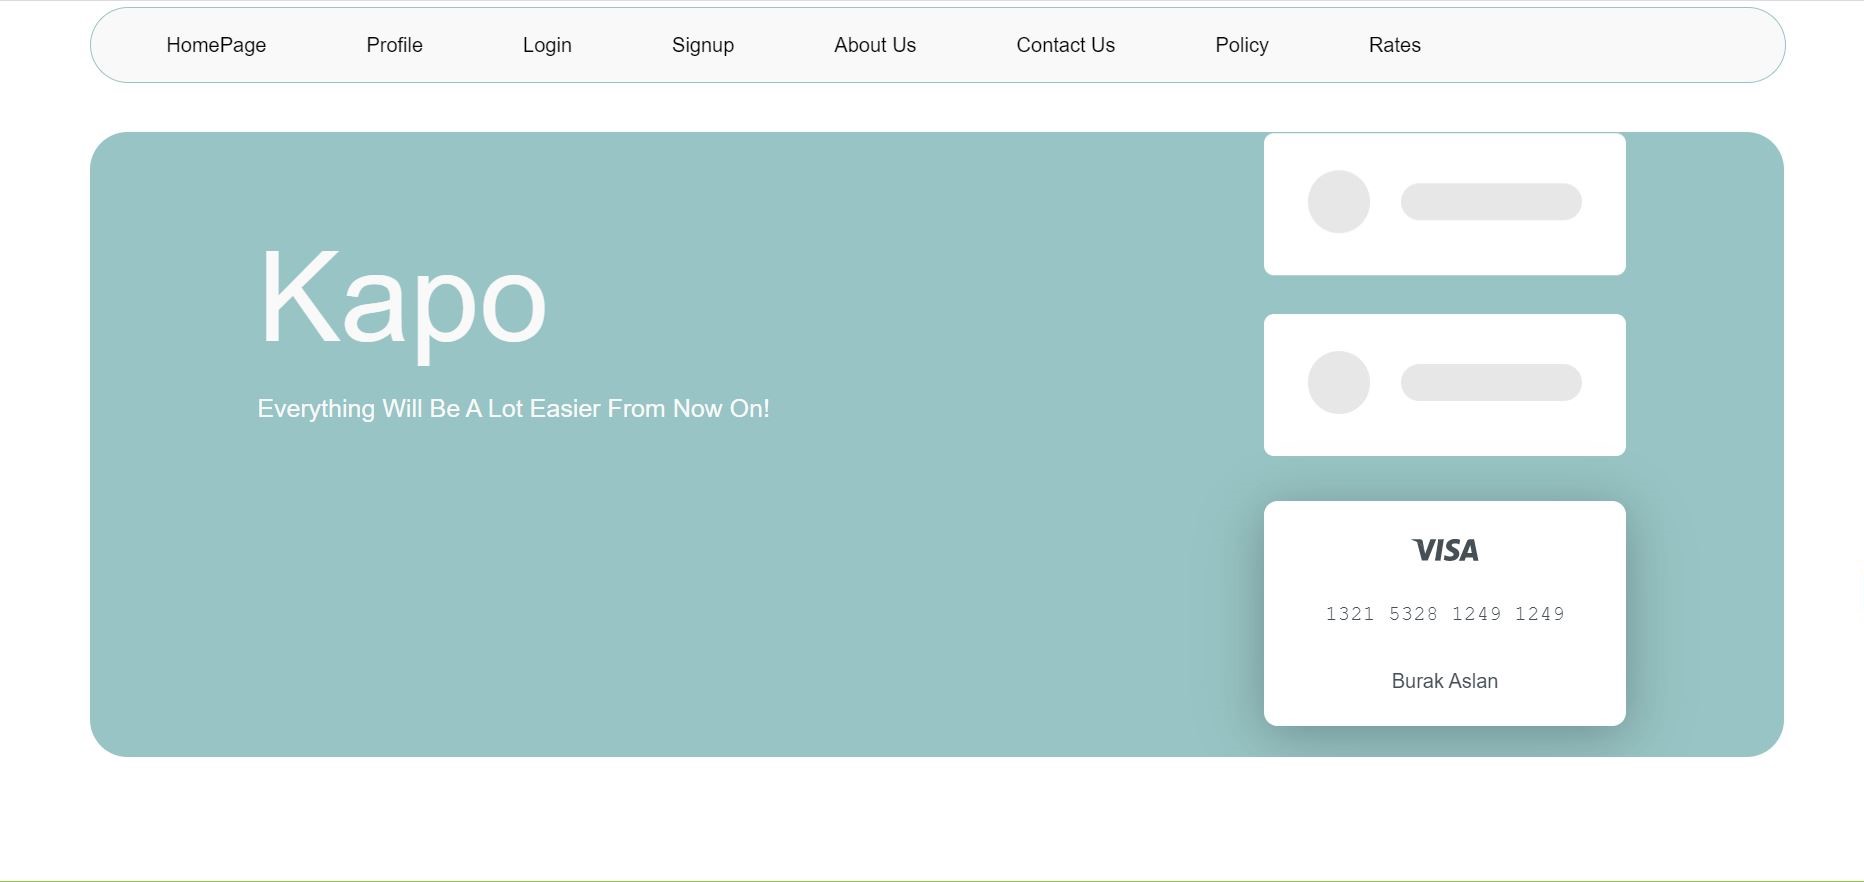 HomePage Profile Login Signup About Us Contact Us Policy Rates
Kapo
Everything Will Be A Lot Easier From Now On!
VISA
1321 5328 1249 1249
Burak Aslan